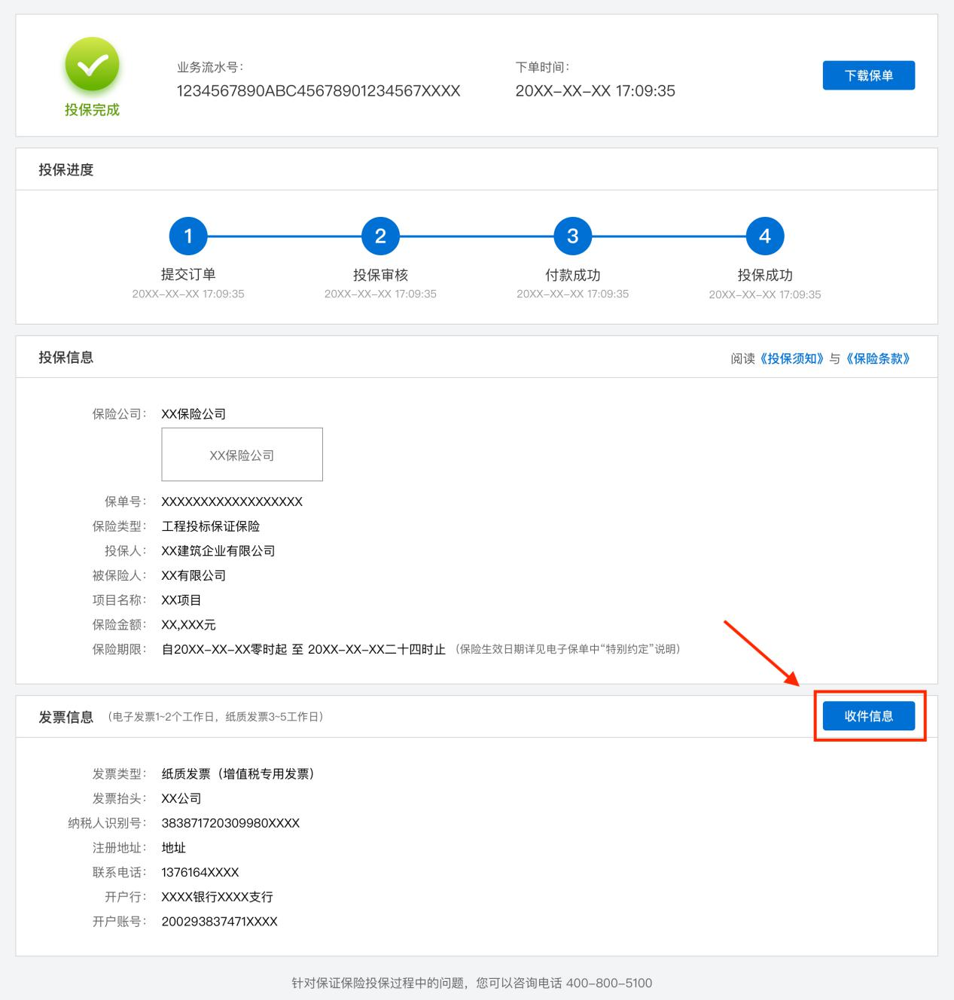 业务流水号：
下单时间：
1234567890ABC45678901234567XXXX
20XX-XX-XX 17:09:35
下载保单
投保完成
投保进度
1
2
3
4
提交订单
投保审核
付款成功
投保成功
20XX-XX-XX 17:09:35
20XX-XX-XX 17:09:35
20XX-XX-XX 17:09:35
20XX-XX-XX 17:09:35
投保信息
阅读《投保须知》与《保险条款》
保险公司： XX保险公司
XX保险公司
保单号： XXXXXXXXXXXXXXXXXX
保险类型： 工程投标保证保险
投保人： XX建筑企业有限公司
被保险人： XX有限公司
项目名称： XX项目
保险金额： XX,XXX元
保险期限： 自20XX-XX-XX零时起 至 20XX-XX-XX二十四时止 （保险生效日期详见电子保单中“特别约定”说明）
发票信息 （电子发票1~2个工作日，纸质发票3~5工作日）
收件信息
发票类型： 纸质发票（增值税专用发票）
发票抬头： XX公司
纳税人识别号： 383871720309980XXXX
注册地址： 地址
联系电话： 1376164XXXX
开户行： XXXX银行XXXX支行
开户账号： 200293837471XXXX
针对保证保险投保过程中的问题，您可以咨询电话 400-800-5100